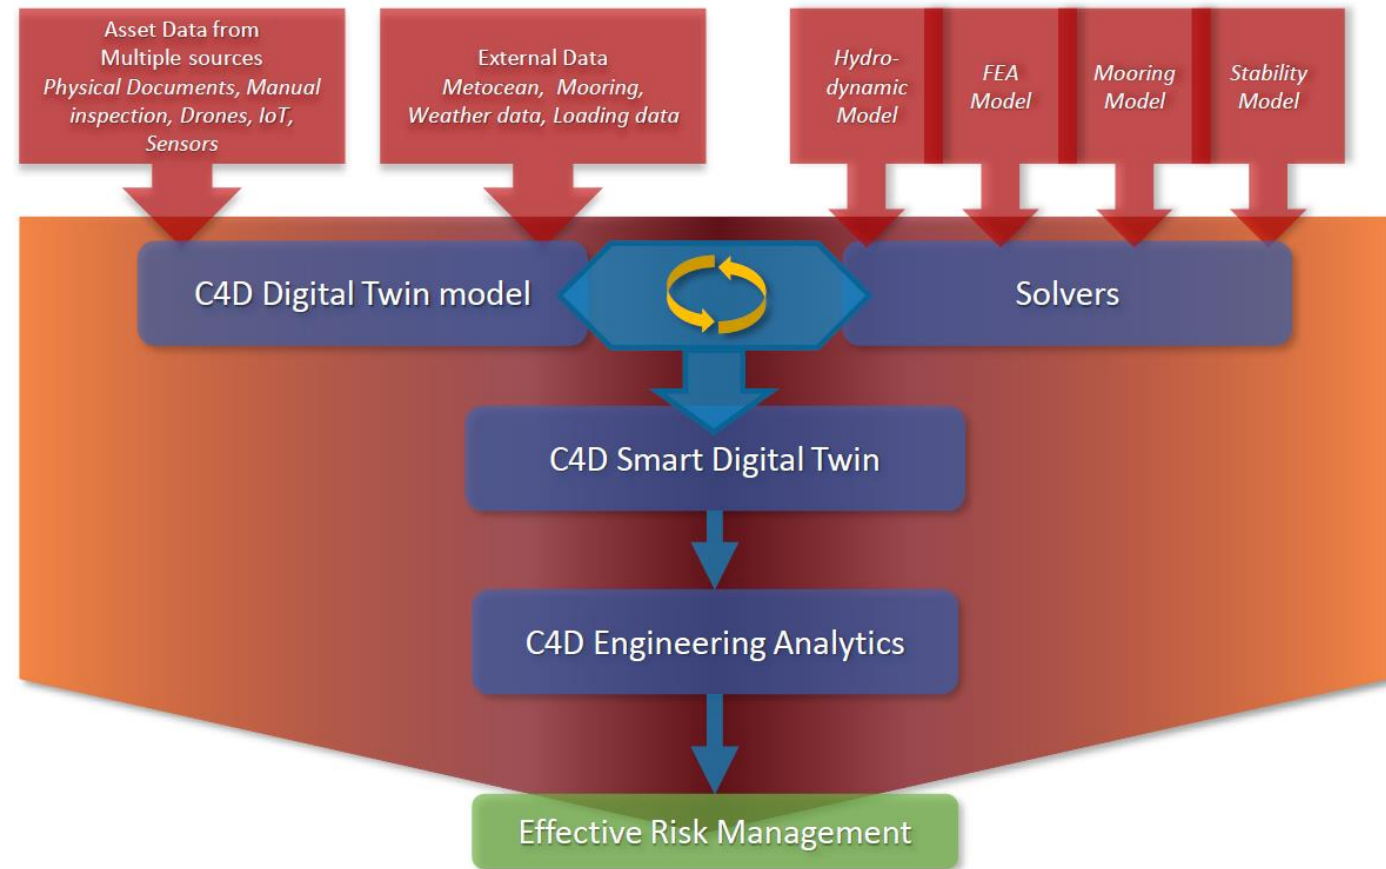 Asset Data from
Multiple sources
Physical Documents, Manual
inspection, Drones, IoT,
Sensors
External Data
Metocean, Mooring,
Weather data, Loading data
Hydro-
dynamic
Model
FEA
Model
Mooring
Model
Stability
Model
C4D Digital Twin model
Solvers
C4D Smart Digital Twin
C4D Engineering Analytics
Effective Risk Management